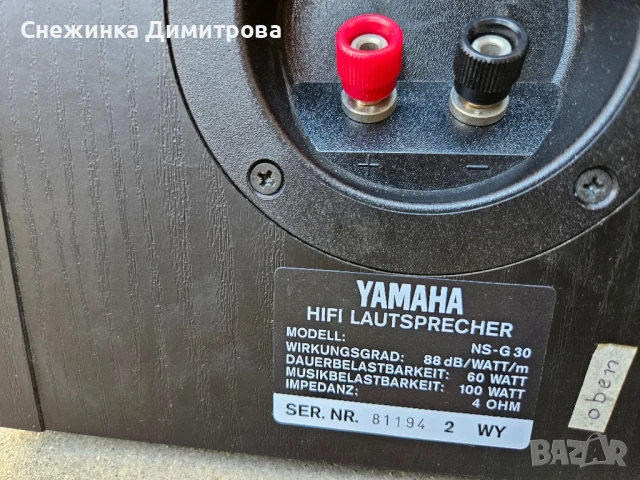 Снежинка Димитрова
+ −
YAMAHA
HIFI LAUTSPRECHER
MODELL: NS-G 30
WIRKUNGSGRAD: 88 dB/WATT/m
DAUERBELASTBARKEIT: 60 WATT
MUSIKBELASTBARKEIT: 100 WATT
IMPEDANZ: 4 OHM
SER. NR. 81194 2 WY
oben
BAZAR